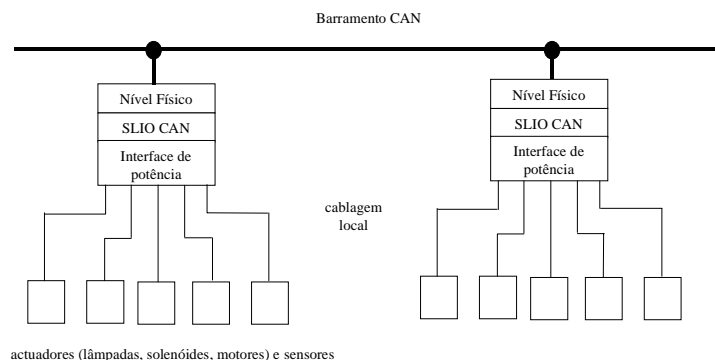 Barramento CAN
Nível Físico
SLIO CAN
Interface de
potência
Nível Físico
SLIO CAN
Interface de
potência
cablagem
local
actuadores (lâmpadas, solenóides, motores) e sensores